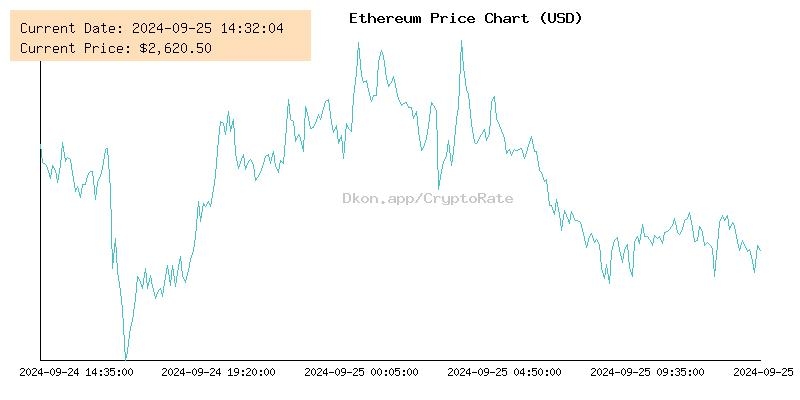 Ethereum Price Chart (USD)
Current Date: 2024-09-25 14:32:04
Current Price: $2,620.50
Dkon.app/CryptoRate
2024-09-24 14:35:00 2024-09-24 19:20:00 2024-09-25 00:05:00 2024-09-25 04:50:00 2024-09-25 09:35:00 2024-09-25